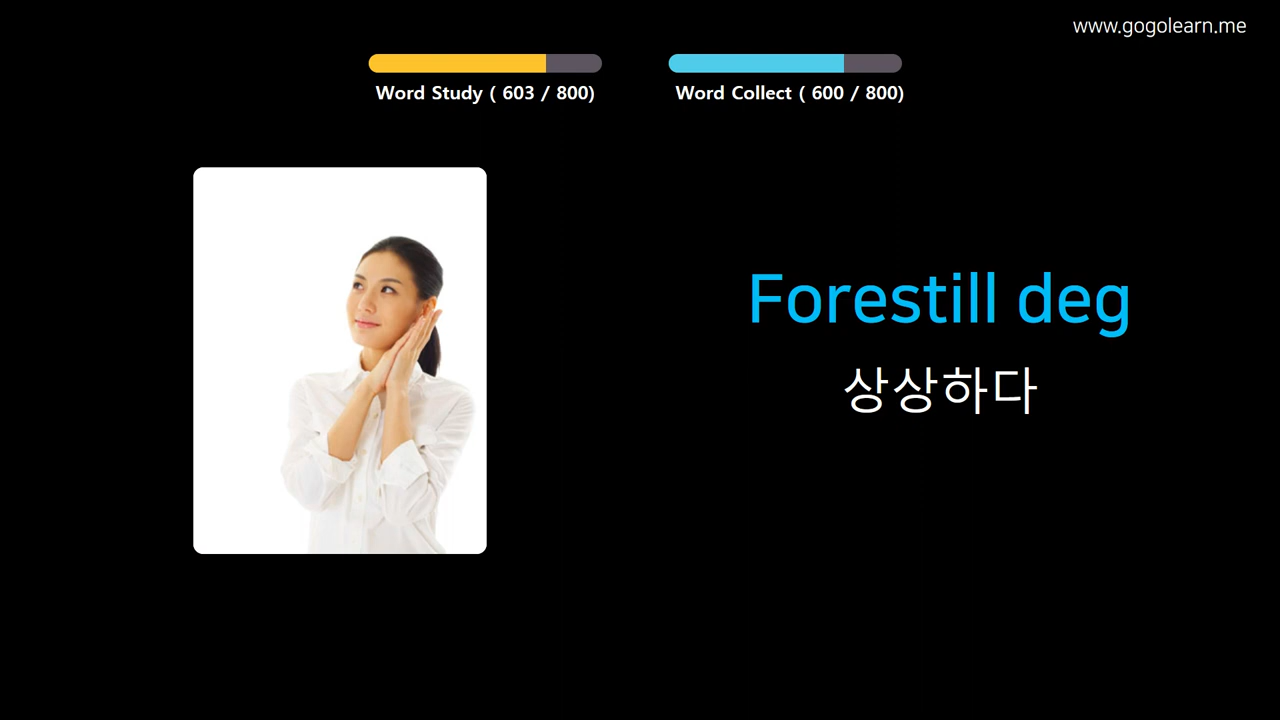 www.gogolearn.me
Word Study ( 603 / 800)
Word Collect ( 600 / 800)
Forestill deg
상상하다